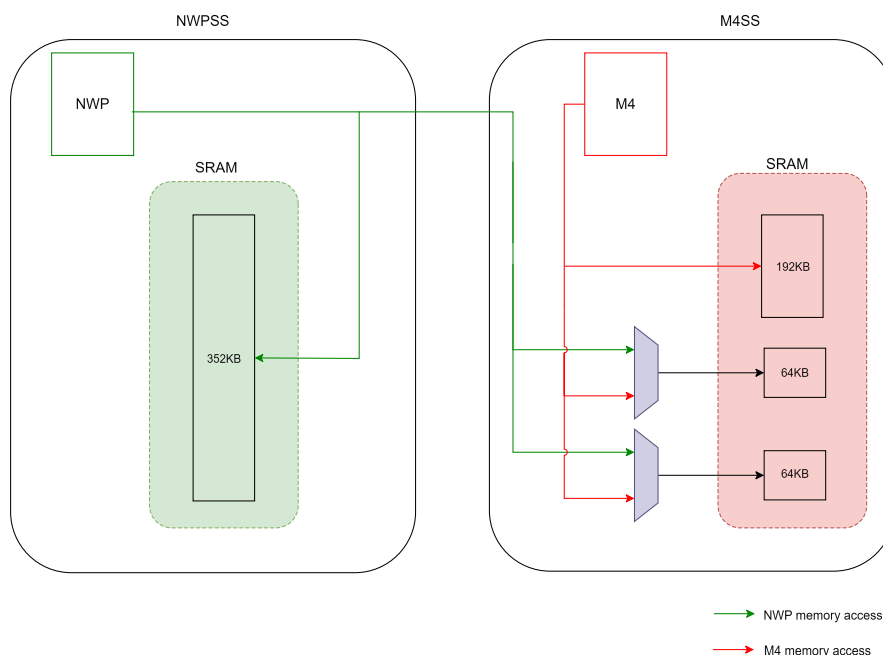 NWPSS
M4SS
NWP
M4
SRAM
SRAM
192KB
352KB
64KB
64KB
NWP memory access
M4 memory access